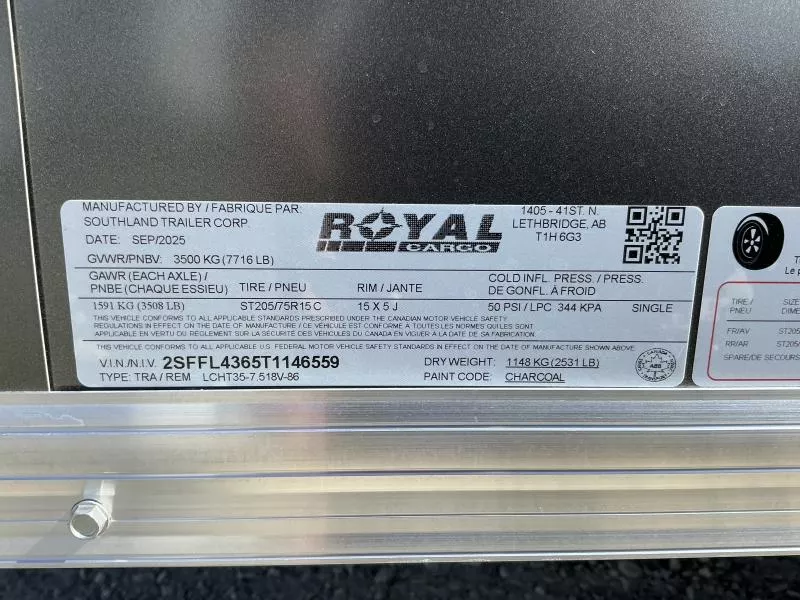 MANUFACTURED BY / FABRIQUE PAR:
SOUTHLAND TRAILER CORP.
DATE: SEP/2025
GVWR/PNBV: 3500 KG (7716 LB)
ROYAL
CARGO
1405 - 41ST. N.
LETHBRIDGE, AB
T1H 6G3
GAWR (EACH AXLE) /
PNBE (CHAQUE ESSIEU) TIRE / PNEU RIM / JANTE COLD INFL. PRESS. / PRESS.
DE GONFL. À FROID
1591 KG (3508 LB) ST205/75R15 C 15 X 5 J 50 PSI / LPC 344 KPA SINGLE
THIS VEHICLE CONFORMS TO ALL APPLICABLE STANDARDS PRESCRIBED UNDER THE CANADIAN MOTOR VEHICLE SAFETY
REGULATIONS IN EFFECT ON THE DATE OF MANUFACTURE / CE VÉHICULE EST CONFORME À TOUTES LES NORMES QUI SONT
APPLICABLE EN VERTU DU RÈGLEMENT SUR LA SÉCURITÉ DES VÉHICULES AUTOMOBILES DU CANADA EN VIGUER À LA DATE DE SA FABRICATION.
THIS VEHICLE CONFORMS TO ALL APPLICABLE U.S. FEDERAL MOTOR VEHICLE SAFETY STANDARDS IN EFFECT ON THE DATE OF MANUFACTURE SHOWN ABOVE.
V.I.N./N.I.V. 2SFFL4365T1146559 DRY WEIGHT: 1148 KG (2531 LB)
TYPE: TRA / REM LCHT35-7.518V-86 PAINT CODE: CHARCOAL
TIRE /
PNEU
FR/AV ST205
RR/AR ST205/
SPARE/DE SECOURS